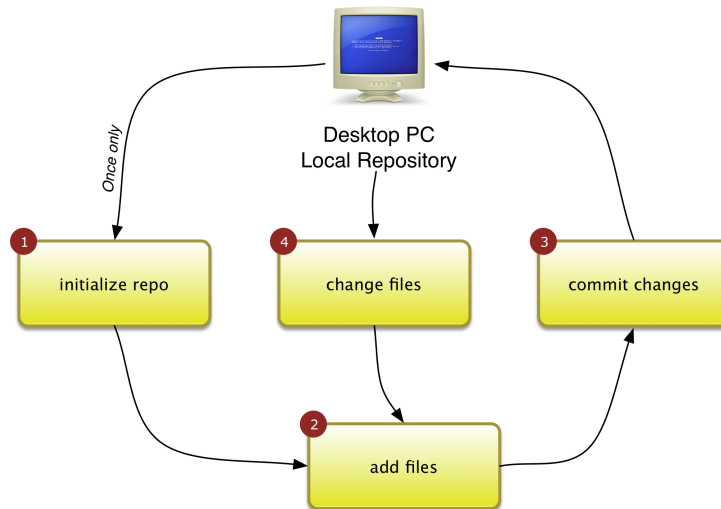 Desktop PC
Local Repository
Once only
1
initialize repo
4
change files
3
commit changes
2
add files